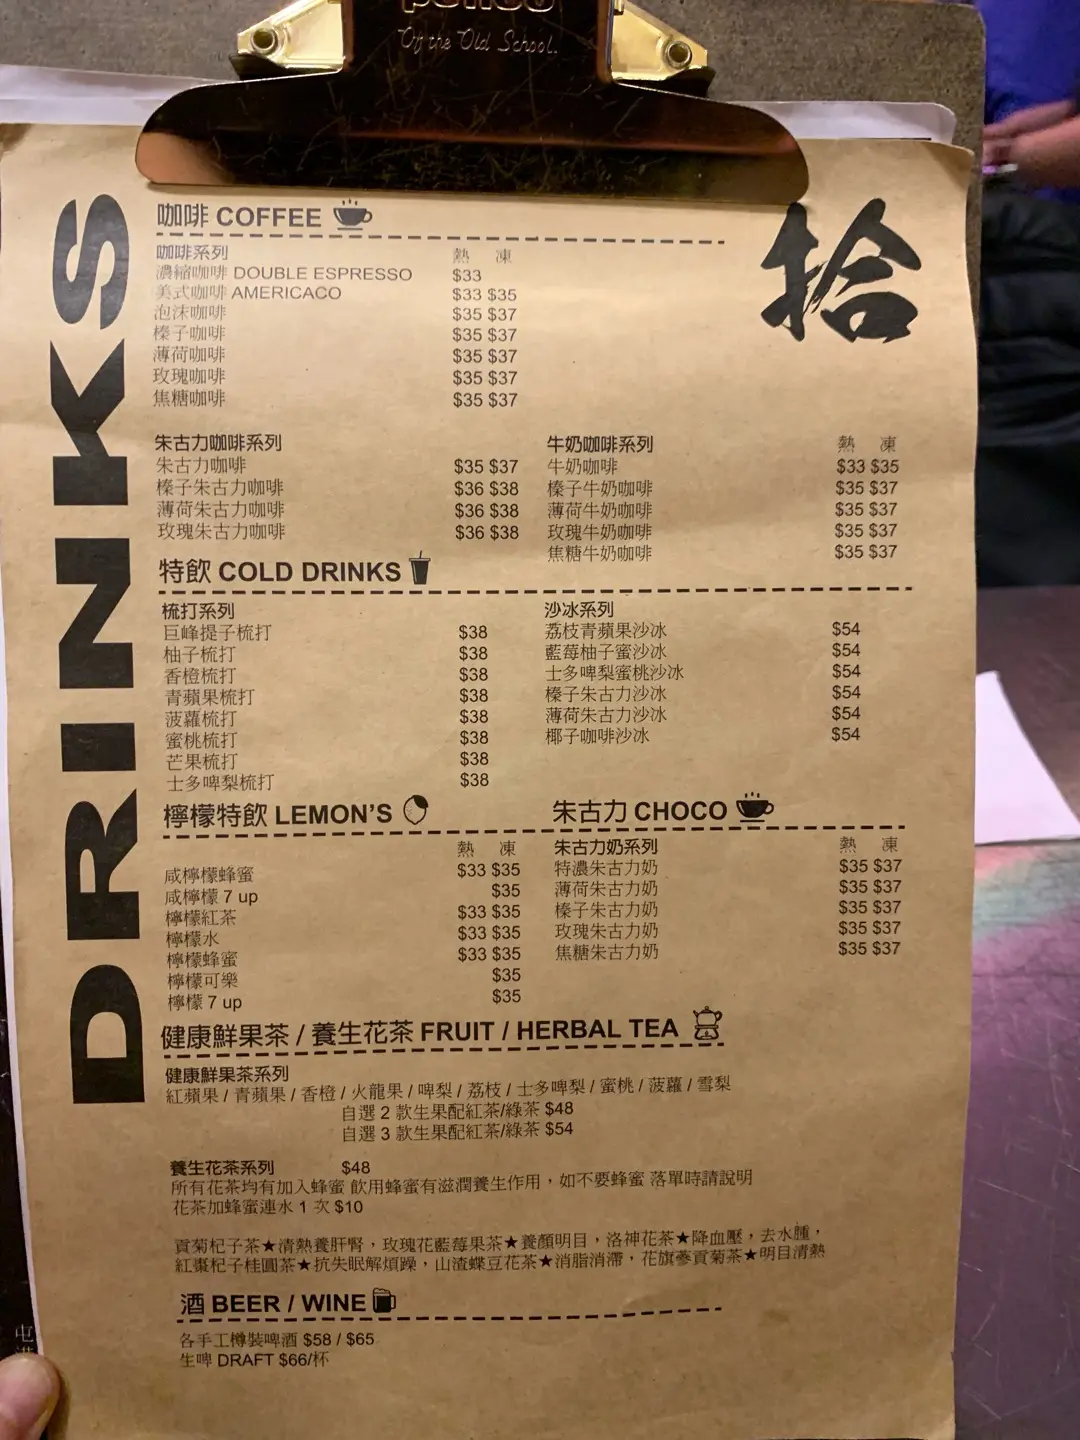 Of the Old School.
DRINKS
拾
咖啡 COFFEE
咖啡系列 熱 凍
濃縮咖啡 DOUBLE ESPRESSO $33
美式咖啡 AMERICACO $33 $35
泡沫咖啡 $35 $37
榛子咖啡 $35 $37
薄荷咖啡 $35 $37
玫瑰咖啡 $35 $37
焦糖咖啡 $35 $37
朱古力咖啡系列
朱古力咖啡 $35 $37
榛子朱古力咖啡 $36 $38
薄荷朱古力咖啡 $36 $38
玫瑰朱古力咖啡 $36 $38
牛奶咖啡系列 熱 凍
牛奶咖啡 $33 $35
榛子牛奶咖啡 $35 $37
薄荷牛奶咖啡 $35 $37
玫瑰牛奶咖啡 $35 $37
焦糖牛奶咖啡 $35 $37
特飲 COLD DRINKS
梳打系列
巨峰提子梳打 $38
柚子梳打 $38
香橙梳打 $38
青蘋果梳打 $38
菠蘿梳打 $38
蜜桃梳打 $38
芒果梳打 $38
士多啤梨梳打 $38
沙冰系列
荔枝青蘋果沙冰 $54
藍莓柚子蜜沙冰 $54
士多啤梨蜜桃沙冰 $54
榛子朱古力沙冰 $54
薄荷朱古力沙冰 $54
椰子咖啡沙冰 $54
檸檬特飲 LEMON'S
熱 凍
咸檸檬蜂蜜 $33 $35
咸檸檬 7 up $35
檸檬紅茶 $33 $35
檸檬水 $33 $35
檸檬蜂蜜 $33 $35
檸檬可樂 $35
檸檬 7 up $35
朱古力 CHOCO
朱古力奶系列 熱 凍
特濃朱古力奶 $35 $37
薄荷朱古力奶 $35 $37
榛子朱古力奶 $35 $37
玫瑰朱古力奶 $35 $37
焦糖朱古力奶 $35 $37
健康鮮果茶 / 養生花茶 FRUIT / HERBAL TEA
健康鮮果茶系列
紅蘋果 / 青蘋果 / 香橙 / 火龍果 / 啤梨 / 荔枝 / 士多啤梨 / 蜜桃 / 菠蘿 / 雪梨
自選 2 款生果配紅茶/綠茶 $48
自選 3 款生果配紅茶/綠茶 $54
養生花茶系列 $48
所有花茶均有加入蜂蜜 飲用蜂蜜有滋潤養生作用，如不要蜂蜜 落單時請說明
花茶加蜂蜜連水 1 次 $10
貢菊杞子茶★清熱養肝腎，玫瑰花藍莓果茶★養顏明目，洛神花茶★降血壓，去水腫，
紅棗杞子桂圓茶★抗失眠解煩躁，山渣蝶豆花茶★消脂消滯，花旗蔘貢菊茶★明目清熱
酒 BEER / WINE
各手工樽裝啤酒 $58 / $65
生啤 DRAFT $66/杯